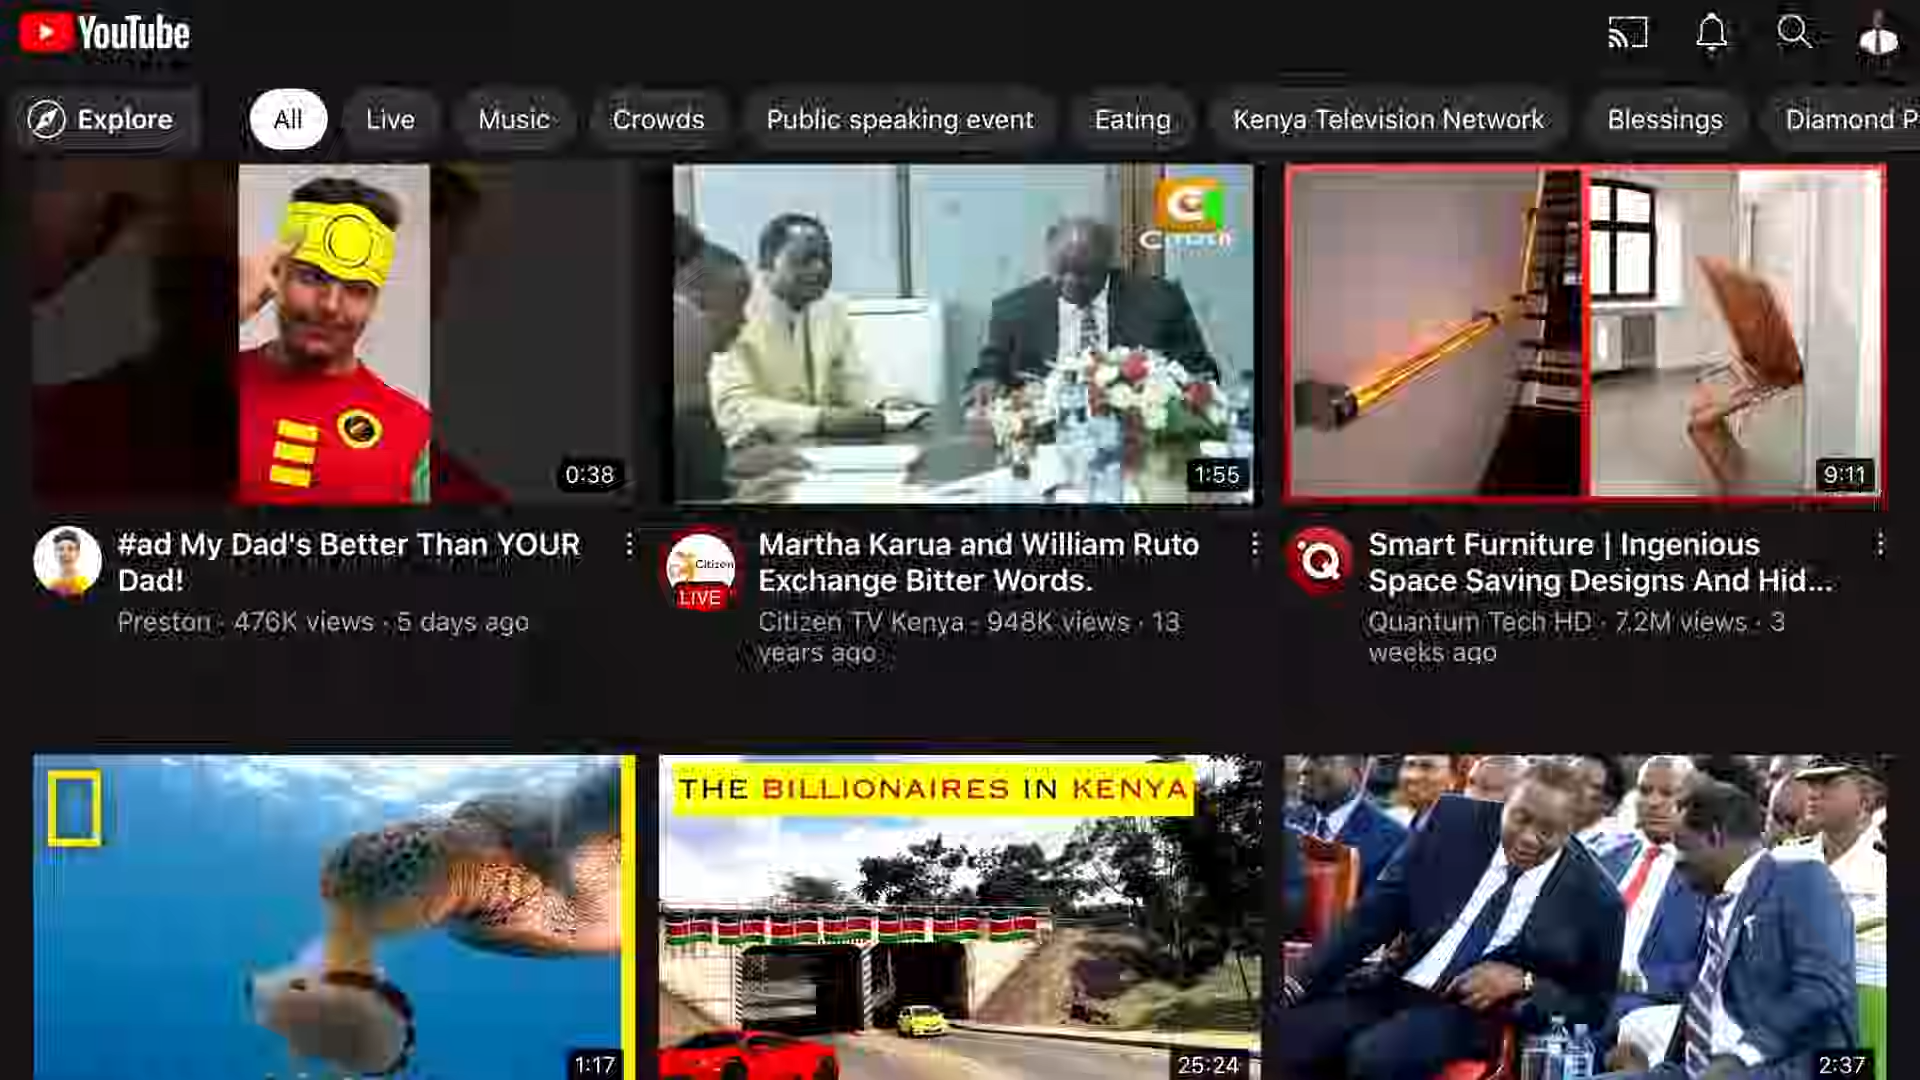 YouTube
Explore
All
Live
Music
Crowds
Public speaking event
Eating
Kenya Television Network
Blessings
Diamond P
Citizen
0:38
1:55
9:11
#ad My Dad's Better Than YOUR
Dad!
Preston · 476K views · 5 days ago
Citizen
LIVE
Martha Karua and William Ruto
Exchange Bitter Words.
Citizen TV Kenya · 948K views · 13
years ago
Smart Furniture | Ingenious
Space Saving Designs And Hid...
Quantum Tech HD · 7.2M views · 3
weeks ago
THE BILLIONAIRES IN KENYA
1:17
25:24
2:37